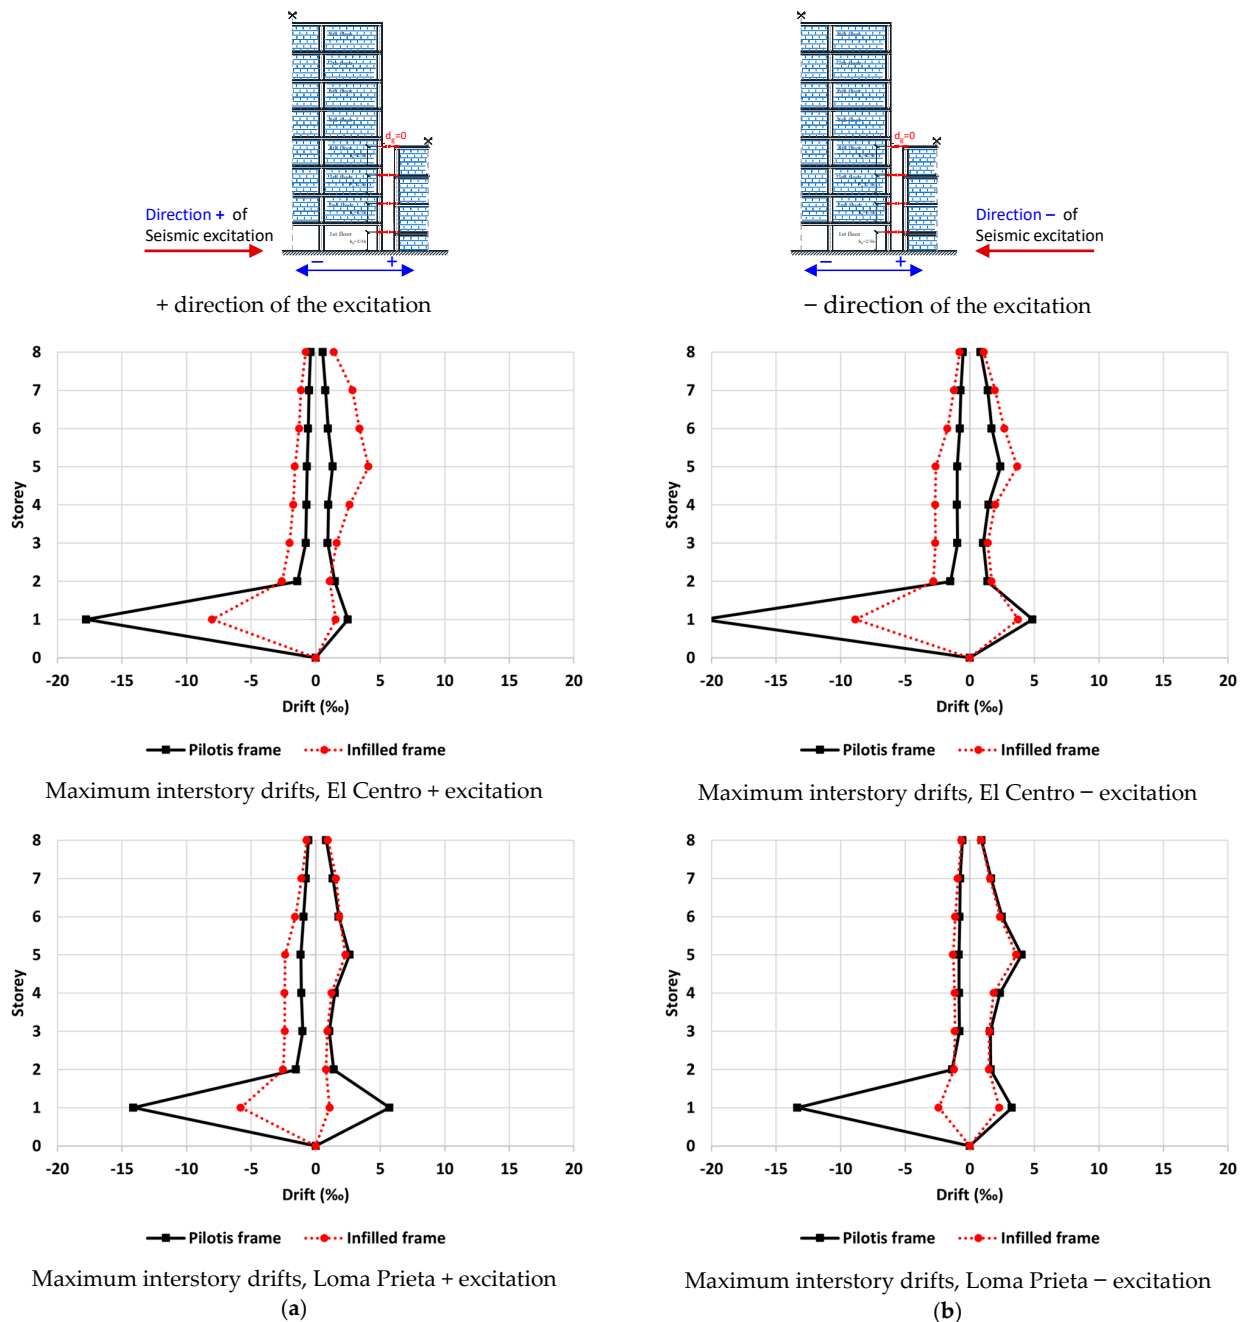 d_g=0
1st floor
Direction + of
Seismic excitation
− +
+ direction of the excitation
d_g=0
1st floor
Direction − of
Seismic excitation
− +
− direction of the excitation
8
7
6
5
4
3
2
1
0
Storey
-20 -15 -10 -5 0 5 10 15 20
Drift (‰)
Pilotis frame Infilled frame
Maximum interstory drifts, El Centro + excitation
8
7
6
5
4
3
2
1
0
Storey
-20 -15 -10 -5 0 5 10 15 20
Drift (‰)
Pilotis frame Infilled frame
Maximum interstory drifts, El Centro − excitation
8
7
6
5
4
3
2
1
0
Storey
-20 -15 -10 -5 0 5 10 15 20
Drift (‰)
Pilotis frame Infilled frame
Maximum interstory drifts, Loma Prieta + excitation
(a)
8
7
6
5
4
3
2
1
0
Storey
-20 -15 -10 -5 0 5 10 15 20
Drift (‰)
Pilotis frame Infilled frame
Maximum interstory drifts, Loma Prieta − excitation
(b)